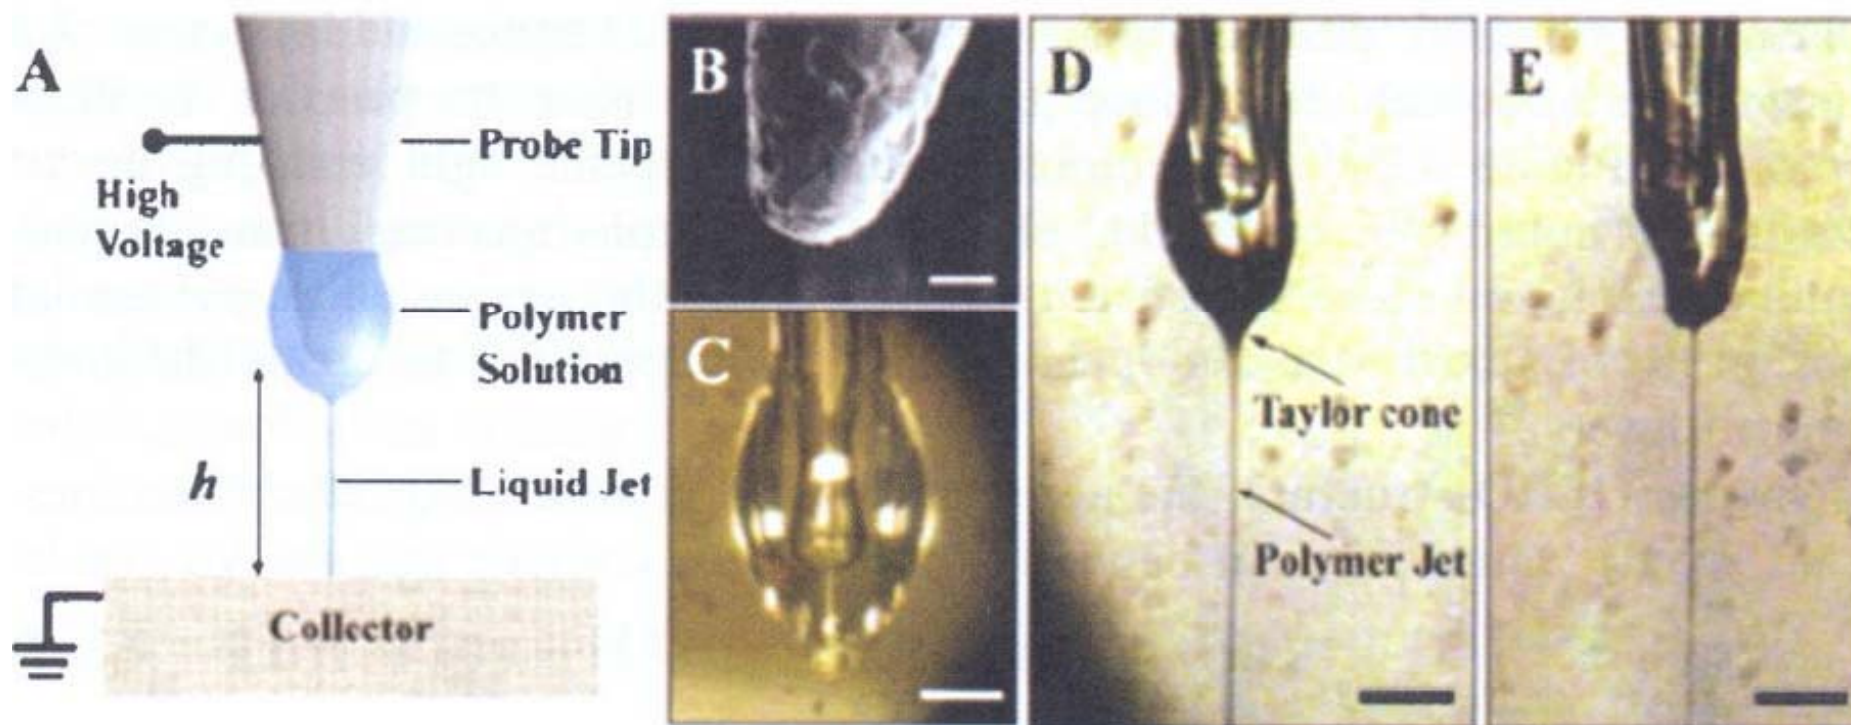 A
High
Voltage
Probe Tip
Polymer
Solution
h
Liquid Jet
Collector
B
C
D
Taylor cone
Polymer Jet
E